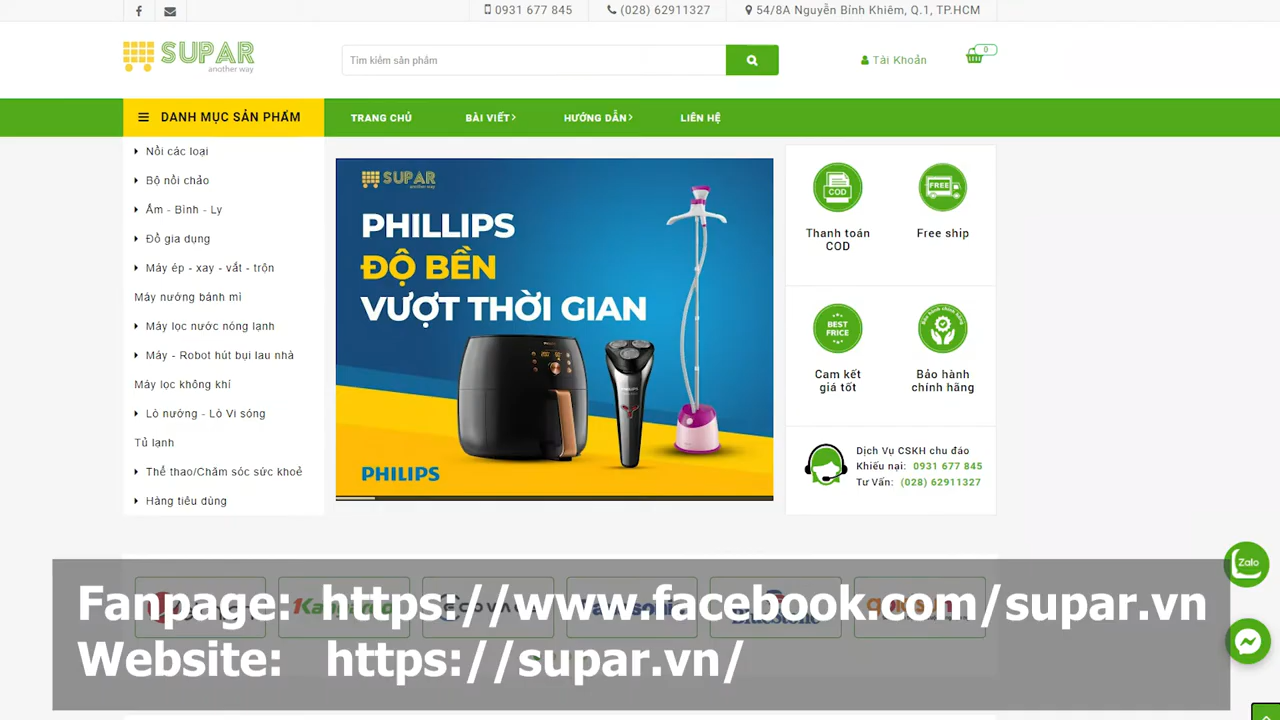 0931 677 845
(028) 62911327
54/8A Nguyễn Bỉnh Khiêm, Q.1, TP.HCM
SUPAR
another way
Tìm kiếm sản phẩm
Tài Khoản
0
DANH MỤC SẢN PHẨM
TRANG CHỦ
BÀI VIẾT
HƯỚNG DẪN
LIÊN HỆ
Nồi các loại
Bộ nồi chảo
Ấm - Bình - Ly
Đồ gia dụng
Máy ép - xay - vắt - trộn
Máy nướng bánh mì
Máy lọc nước nóng lạnh
Máy - Robot hút bụi lau nhà
Máy lọc không khí
Lò nướng - Lò Vi sóng
Tủ lạnh
Thể thao/Chăm sóc sức khoẻ
Hàng tiêu dùng
SUPAR
another way
PHILLIPS
ĐỘ BỀN
VƯỢT THỜI GIAN
PHILIPS
COD
Thanh toán
COD
FREE
Free ship
BEST
PRICE
Cam kết
giá tốt
Bảo hành chính hãng
Bảo hành
chính hãng
Dịch Vụ CSKH chu đáo
Khiếu nại: 0931 677 845
Tư Vấn: (028) 62911327
Zalo
Fanpage: https://www.facebook.com/supar.vn
Website: https://supar.vn/